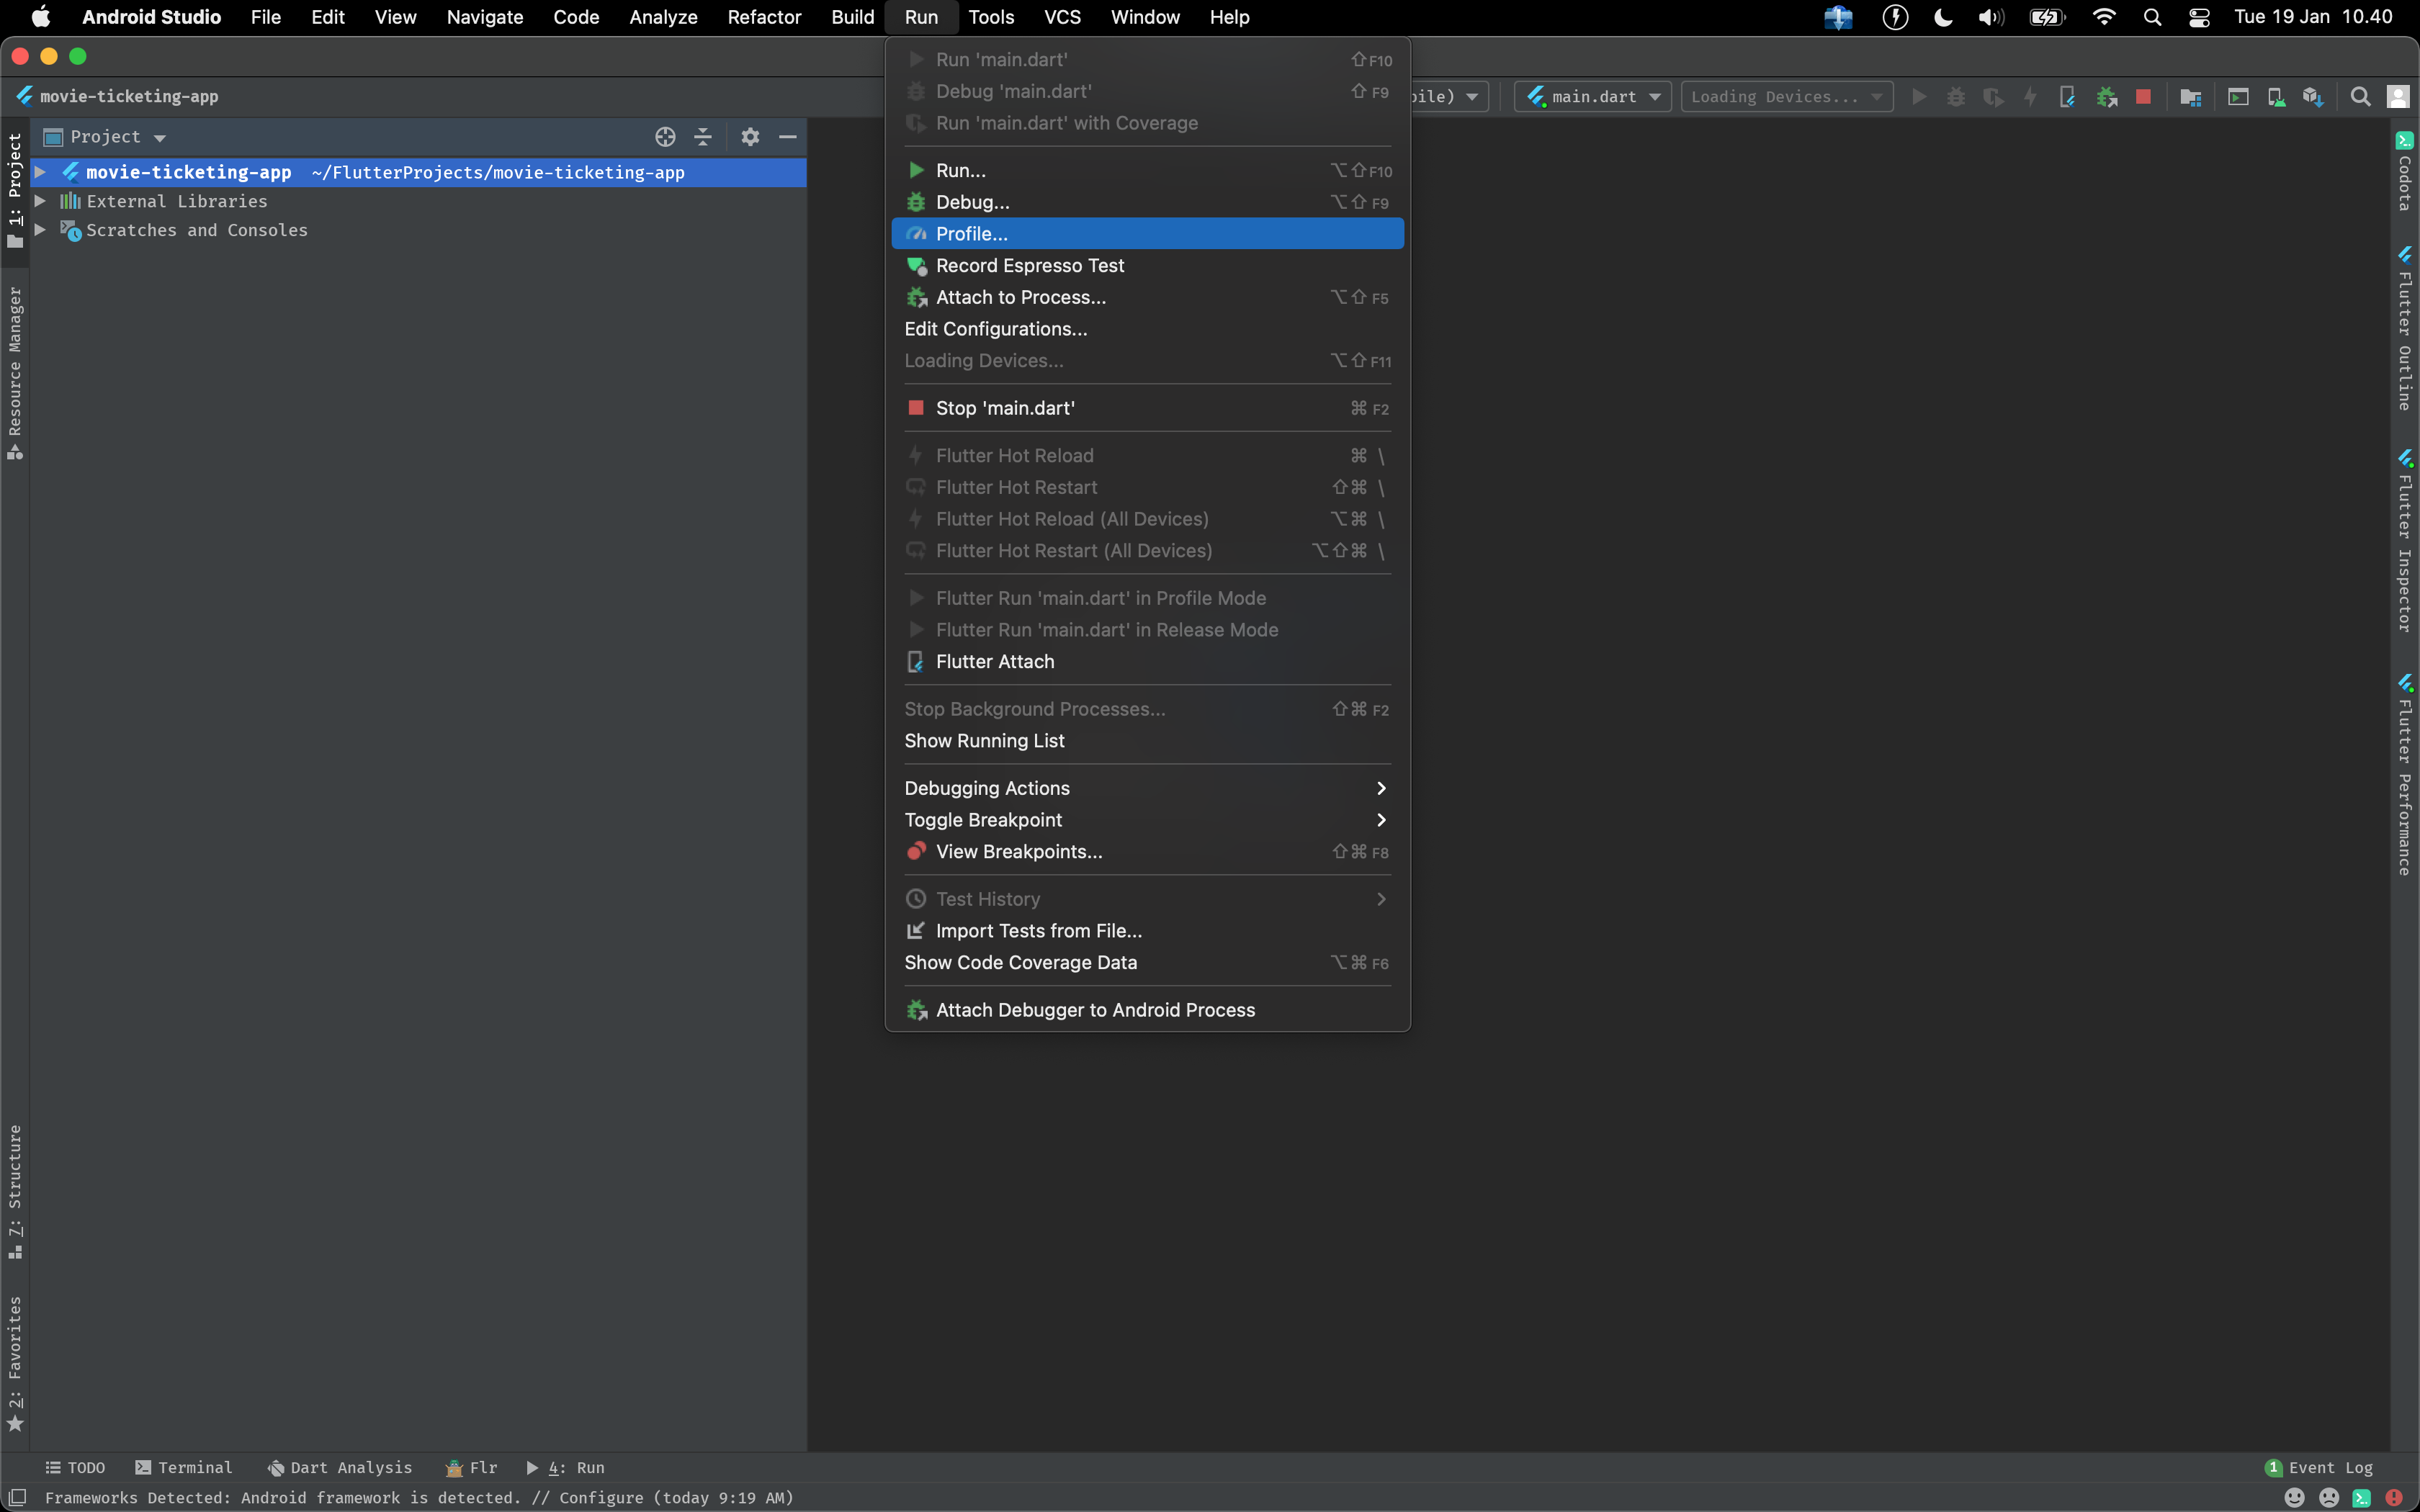 Android Studio File Edit View Navigate Code Analyze Refactor Build Run Tools VCS Window Help Tue 19 Jan 10.40
movie-ticketing-app
bile) main.dart Loading Devices...
1: Project
Resource Manager
7: Structure
2: Favorites
Project
movie-ticketing-app ~/FlutterProjects/movie-ticketing-app
External Libraries
Scratches and Consoles
Run 'main.dart' ⇧F10
Debug 'main.dart' ⇧F9
Run 'main.dart' with Coverage
Run... ⌥⇧F10
Debug... ⌥⇧F9
Profile...
Record Espresso Test
Attach to Process... ⌥⇧F5
Edit Configurations...
Loading Devices... ⌥⇧F11
Stop 'main.dart' ⌘F2
Flutter Hot Reload ⌘\
Flutter Hot Restart ⇧⌘\
Flutter Hot Reload (All Devices) ⌥⌘\
Flutter Hot Restart (All Devices) ⌥⇧⌘\
Flutter Run 'main.dart' in Profile Mode
Flutter Run 'main.dart' in Release Mode
Flutter Attach
Stop Background Processes... ⇧⌘F2
Show Running List
Debugging Actions
Toggle Breakpoint
View Breakpoints... ⇧⌘F8
Test History
Import Tests from File...
Show Code Coverage Data ⌥⌘F6
Attach Debugger to Android Process
Codota
Flutter Outline
Flutter Inspector
Flutter Performance
TODO Terminal Dart Analysis Flr 4: Run 1 Event Log
Frameworks Detected: Android framework is detected. // Configure (today 9:19 AM)